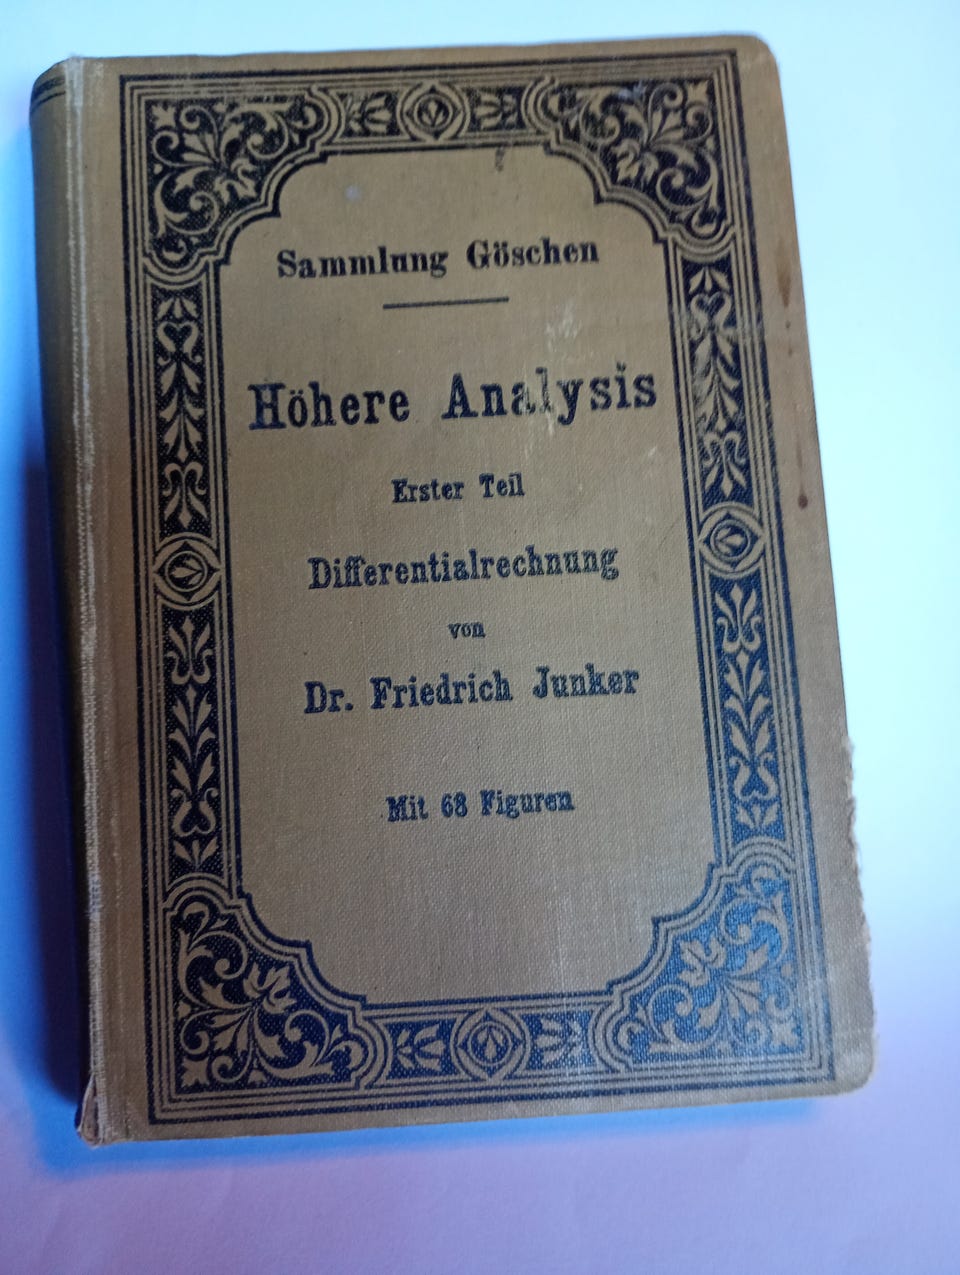 Sammlung Göschen
Höhere Analysis
Erster Teil
Differentialrechnung
von
Dr. Friedrich Junker
Mit 68 Figuren